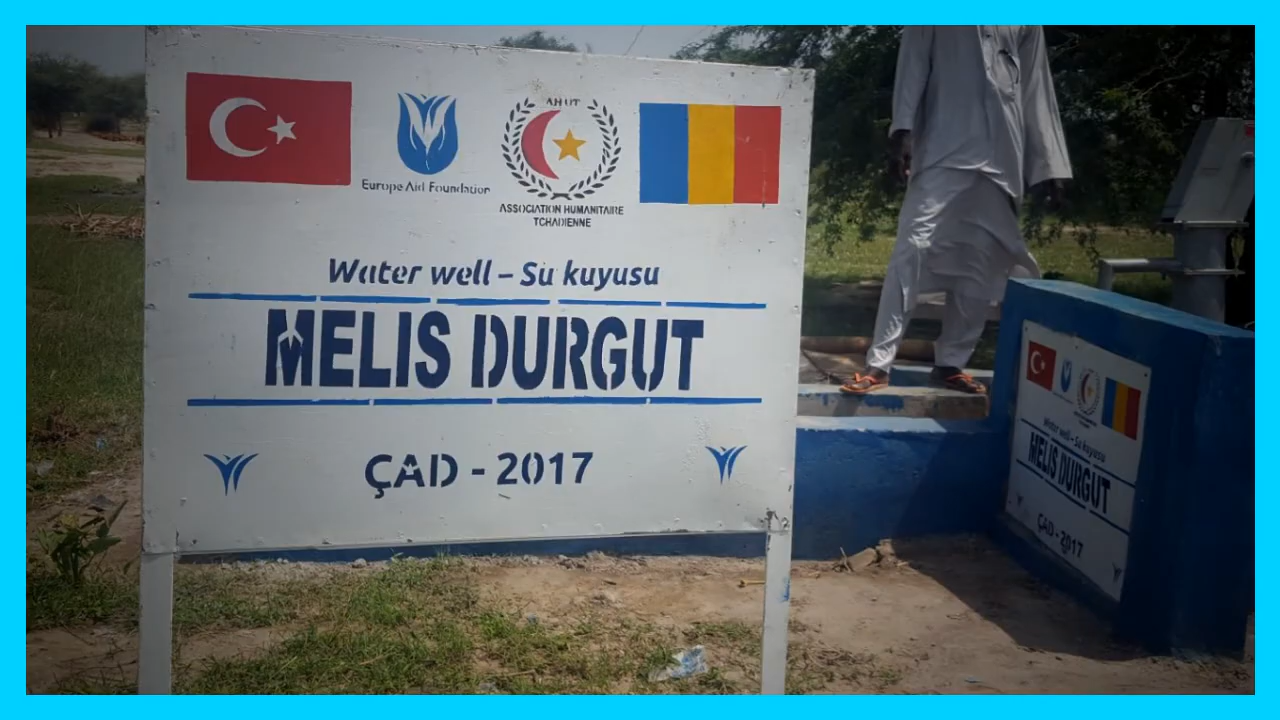 AHUT
Europe Aid Foundation
ASSOCIATION HUMANITAIRE
TCHADIENNE
Water well – Su kuyusu
MELIS DURGUT
ÇAD - 2017
Water well – Su kuyusu
MELIS DURGUT
ÇAD - 2017